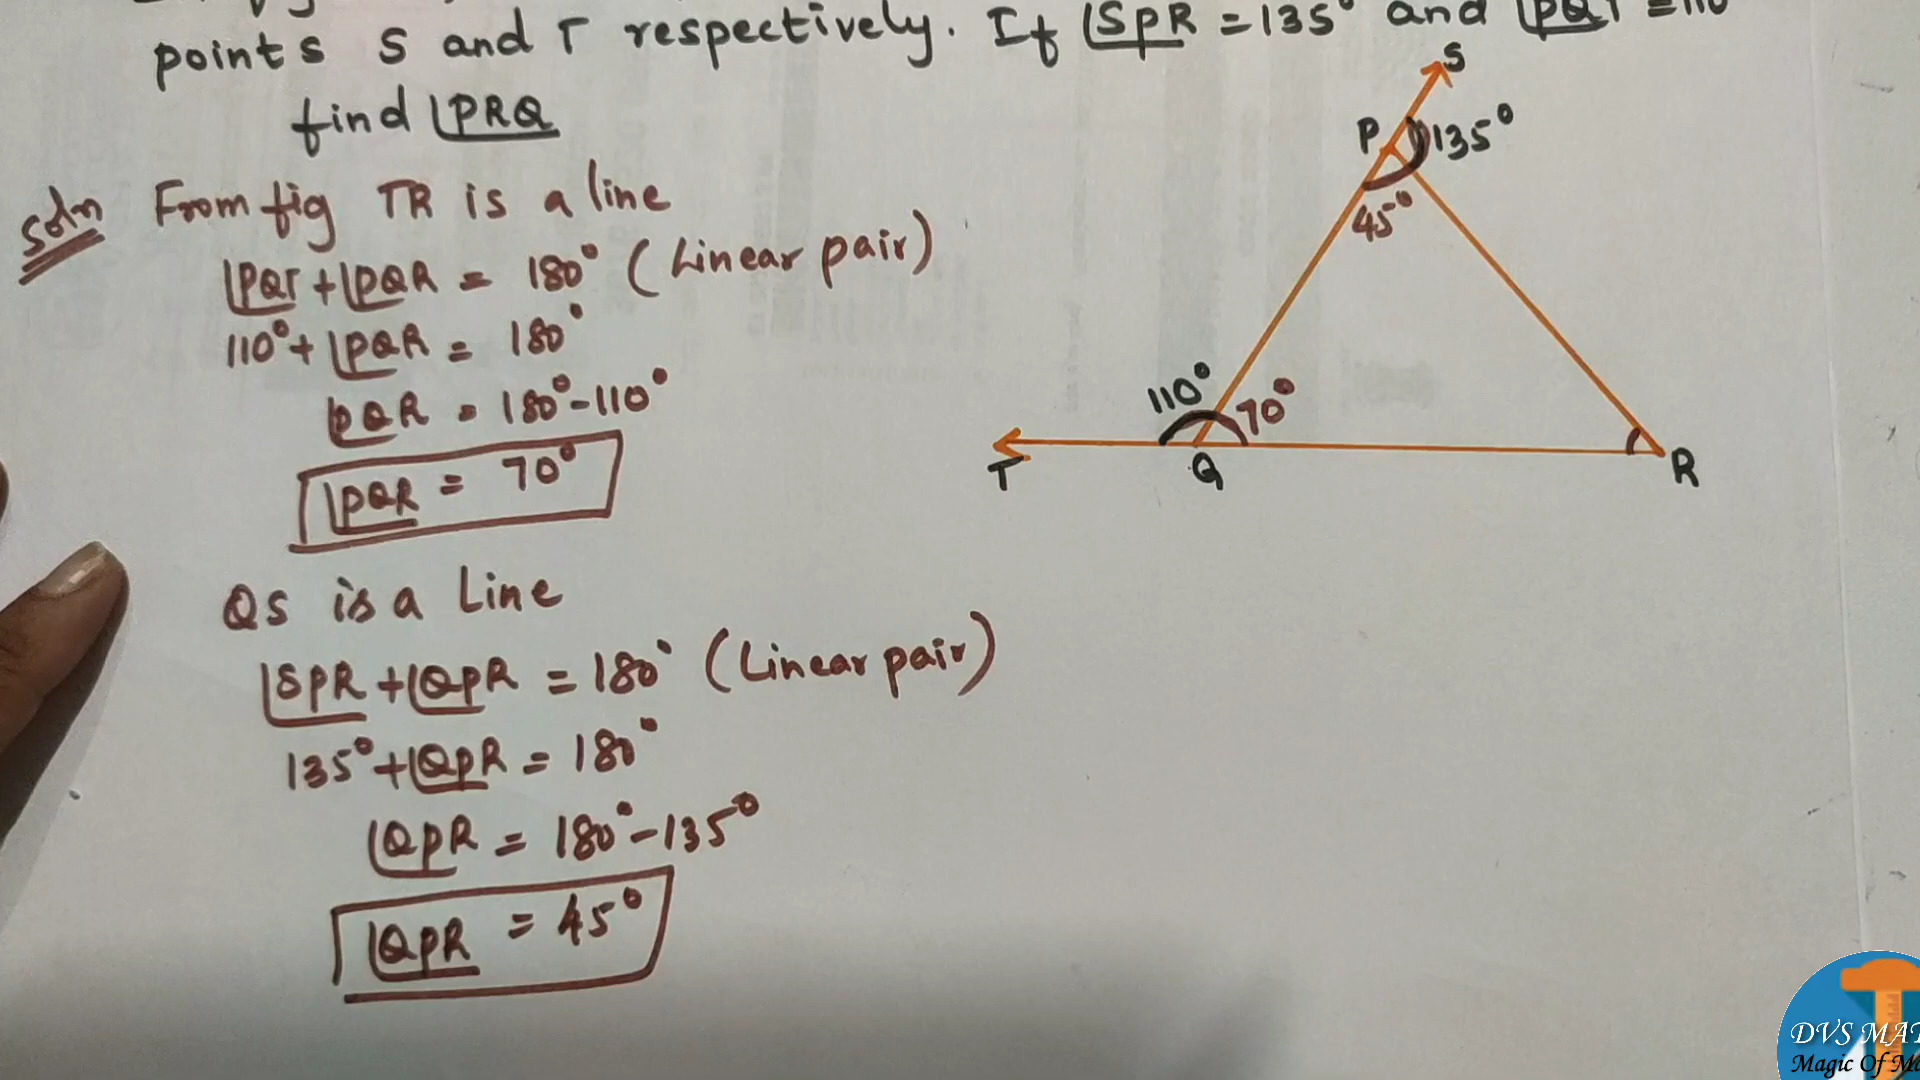 points S and T respectively. If ∠SPR = 135° and ∠PQT = 110
find ∠PRQ
Soln From fig TR is a line
∠PQT + ∠PQR = 180° (Linear pair)
110° + ∠PQR = 180°
∠PQR = 180° - 110°
∠PQR = 70°
QS is a Line
∠SPR + ∠QPR = 180° (Linear pair)
135° + ∠QPR = 180°
∠QPR = 180° - 135°
∠QPR = 45°
S
P 135°
45°
110° 70°
T Q R
DVS MA
Magic Of M